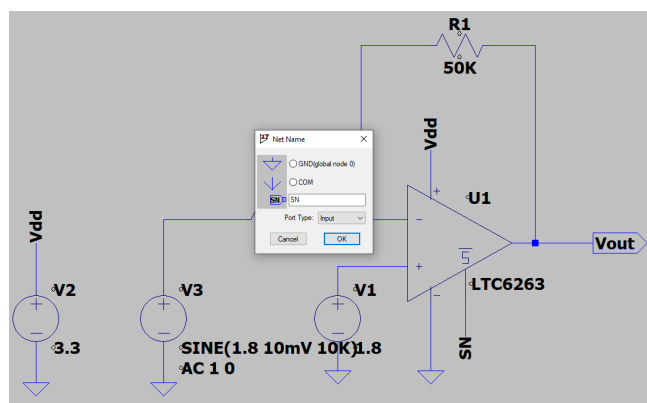 R1
50K
Net Name
GND(global node 0)
COM
SN SN
Port Type: Input
Cancel OK
Vdd
U1
Vdd
Vout
V2
V3
V1
LTC6263
3.3
SINE(1.8 10mV 10K)
1.8
AC 1 0
SN
S